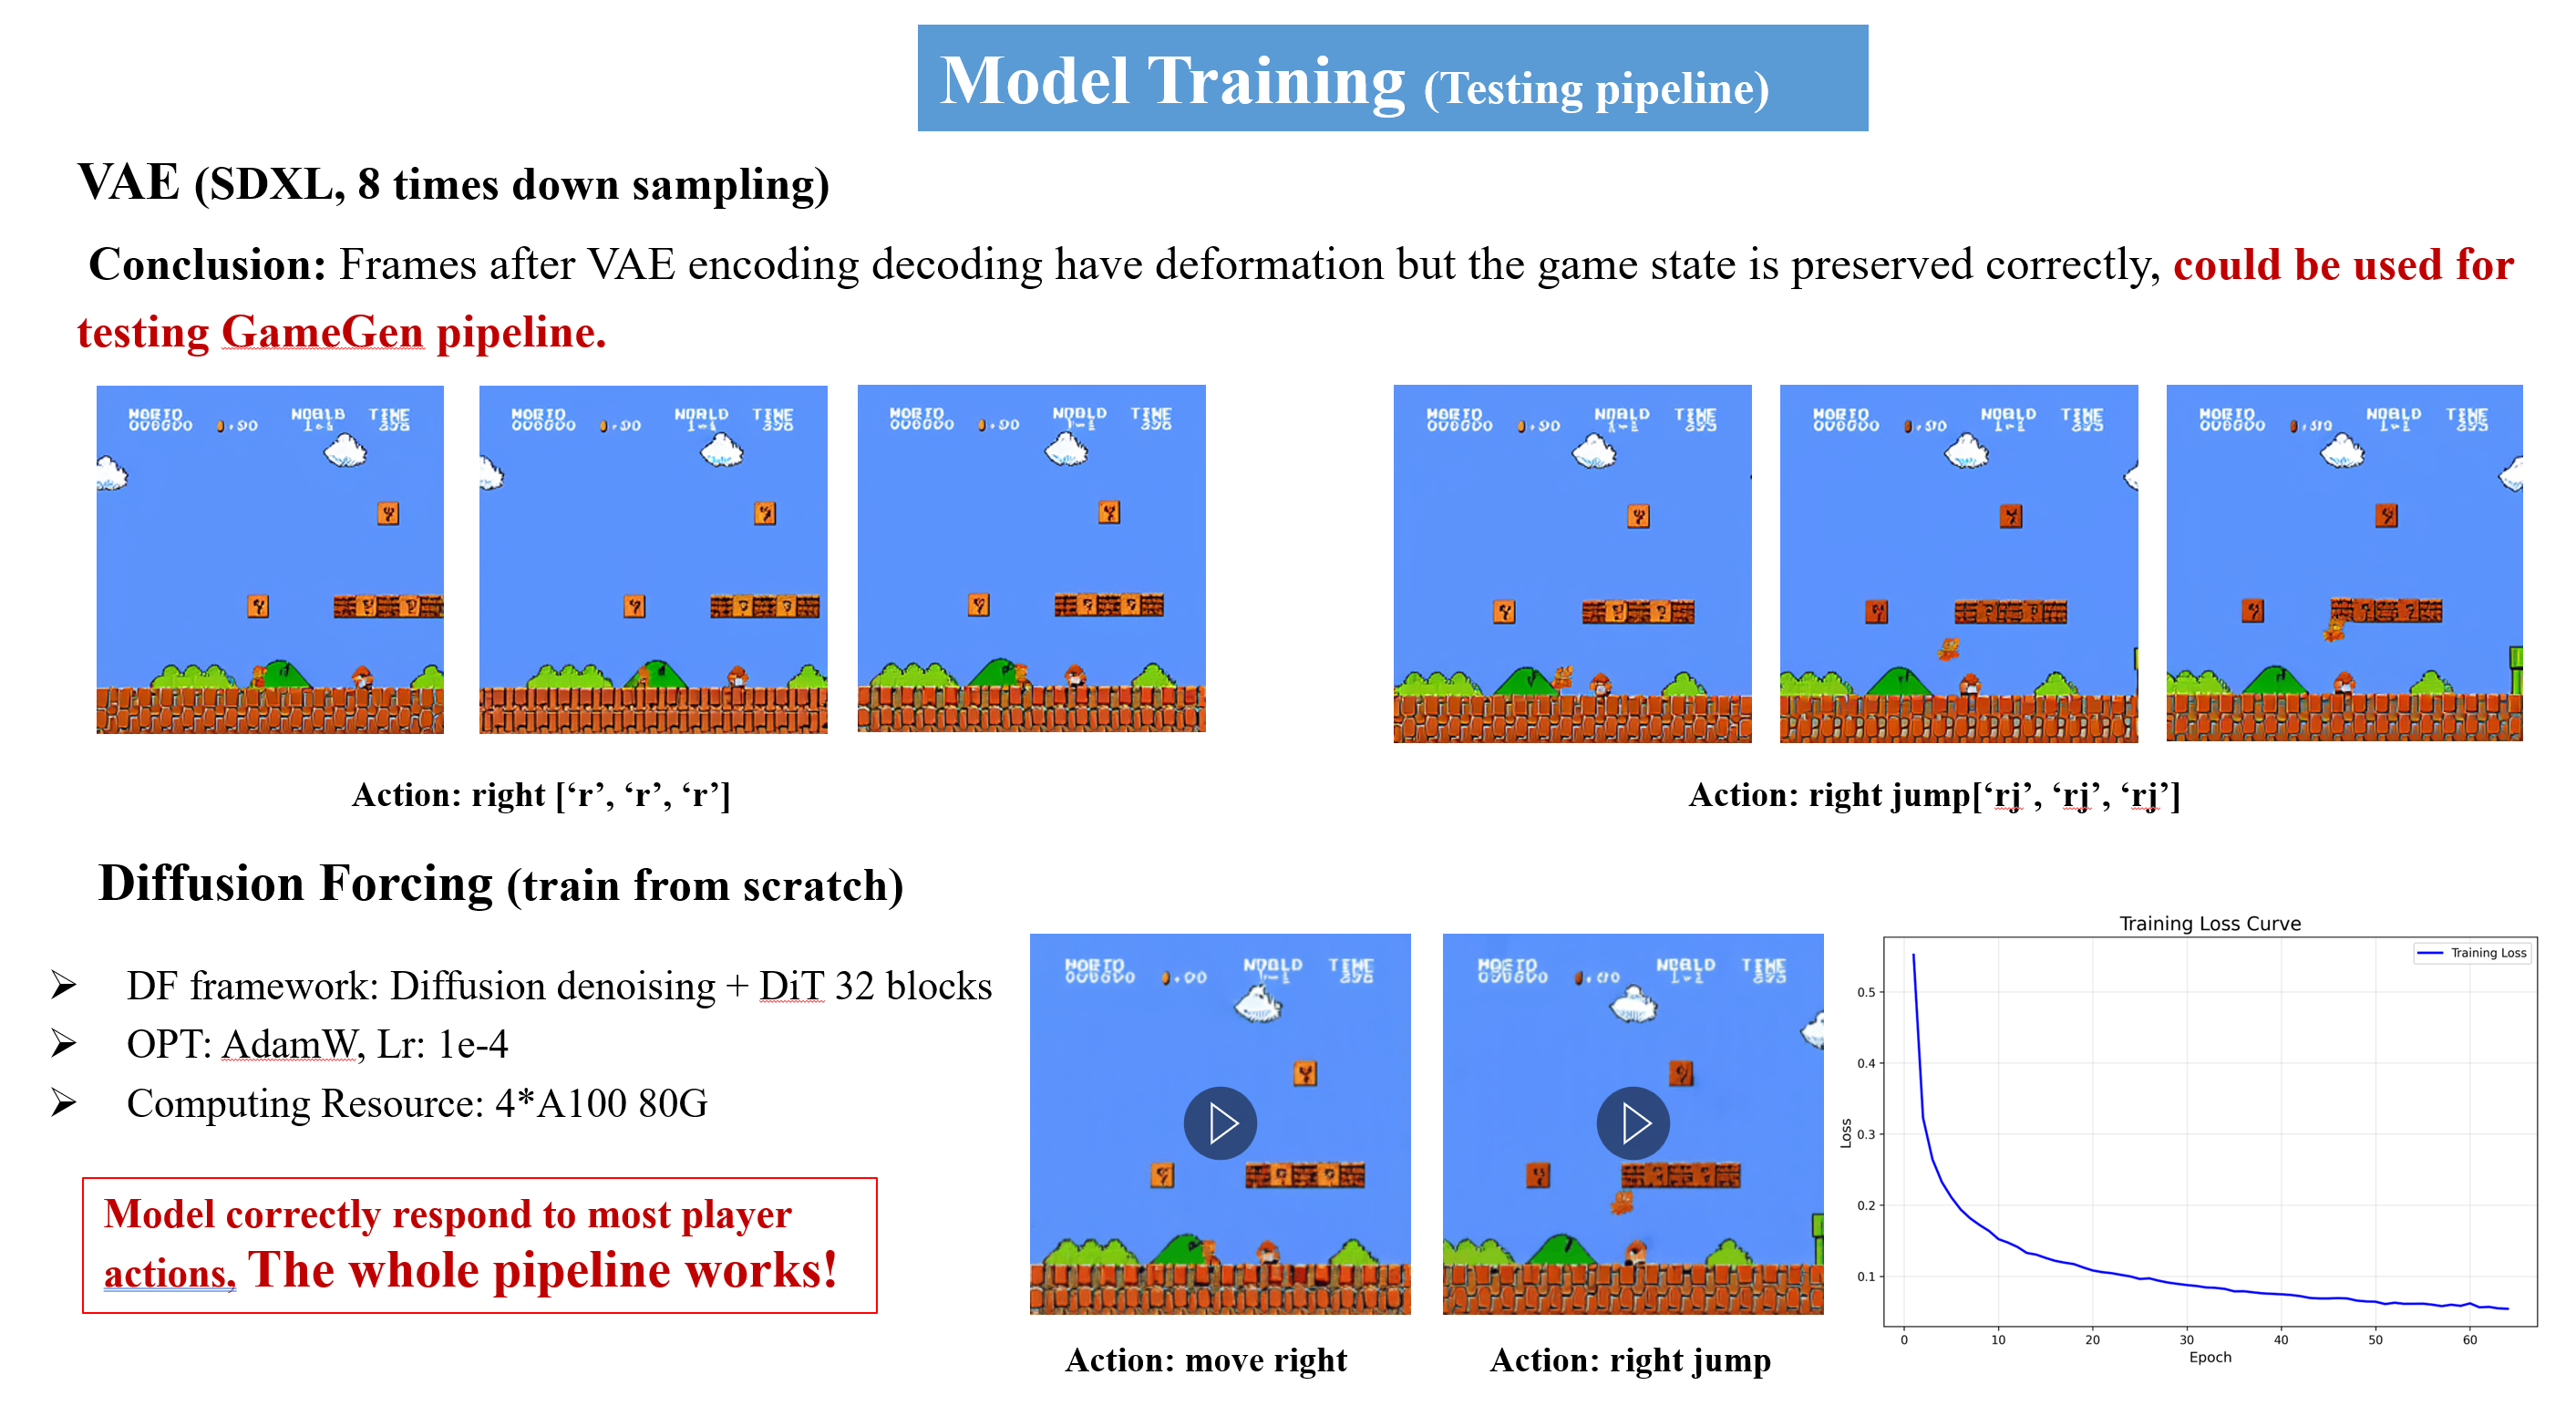 Model Training (Testing pipeline)
VAE (SDXL, 8 times down sampling)
Conclusion: Frames after VAE encoding decoding have deformation but the game state is preserved correctly, could be used for
testing GameGen pipeline.
Action: right [‘r’, ‘r’, ‘r’]
Action: right jump[‘rj’, ‘rj’, ‘rj’]
Diffusion Forcing (train from scratch)
➢ DF framework: Diffusion denoising + DiT 32 blocks
➢ OPT: AdamW, Lr: 1e-4
➢ Computing Resource: 4*A100 80G
Model correctly respond to most player
actions, The whole pipeline works!
Action: move right
Action: right jump
Training Loss Curve
Training Loss
Loss
0.5
0.4
0.3
0.2
0.1
0 10 20 30 40 50 60
Epoch